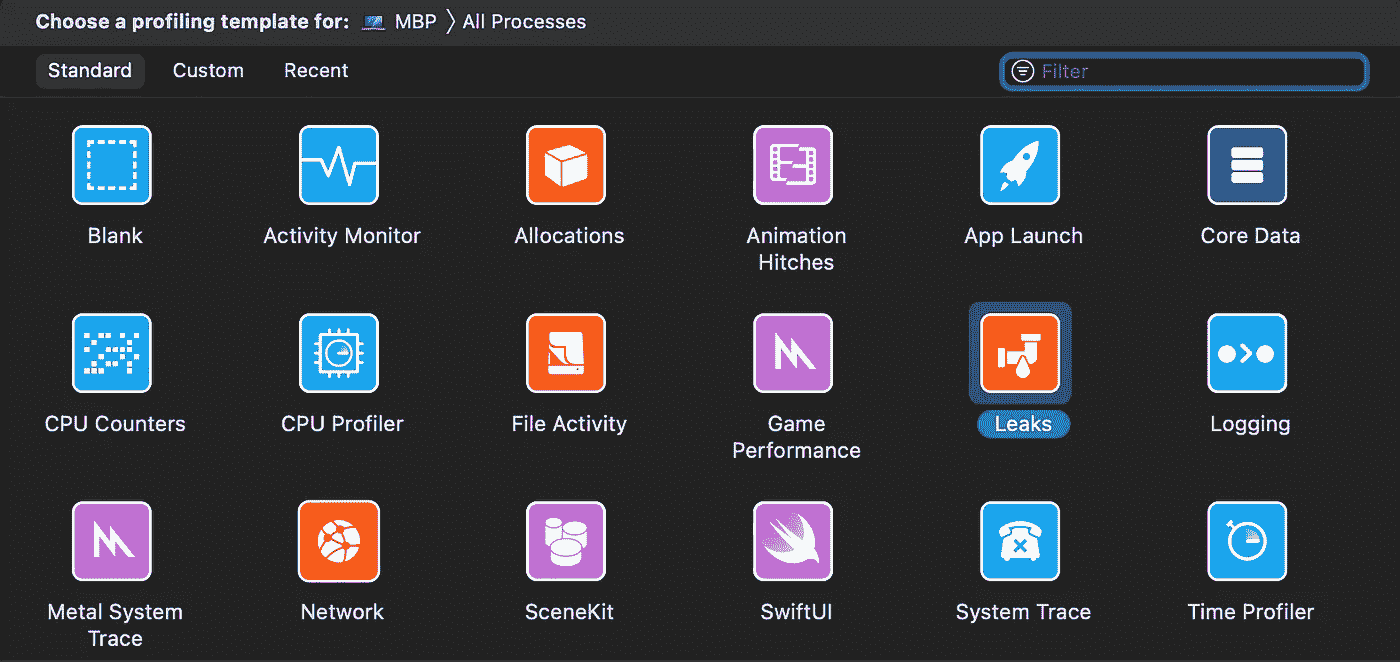 Choose a profiling template for: MBP 〉 All Processes
Standard Custom Recent Filter
Blank Activity Monitor Allocations Animation Hitches App Launch Core Data
CPU Counters CPU Profiler File Activity Game Performance Leaks Logging
Metal System Trace Network SceneKit SwiftUI System Trace Time Profiler